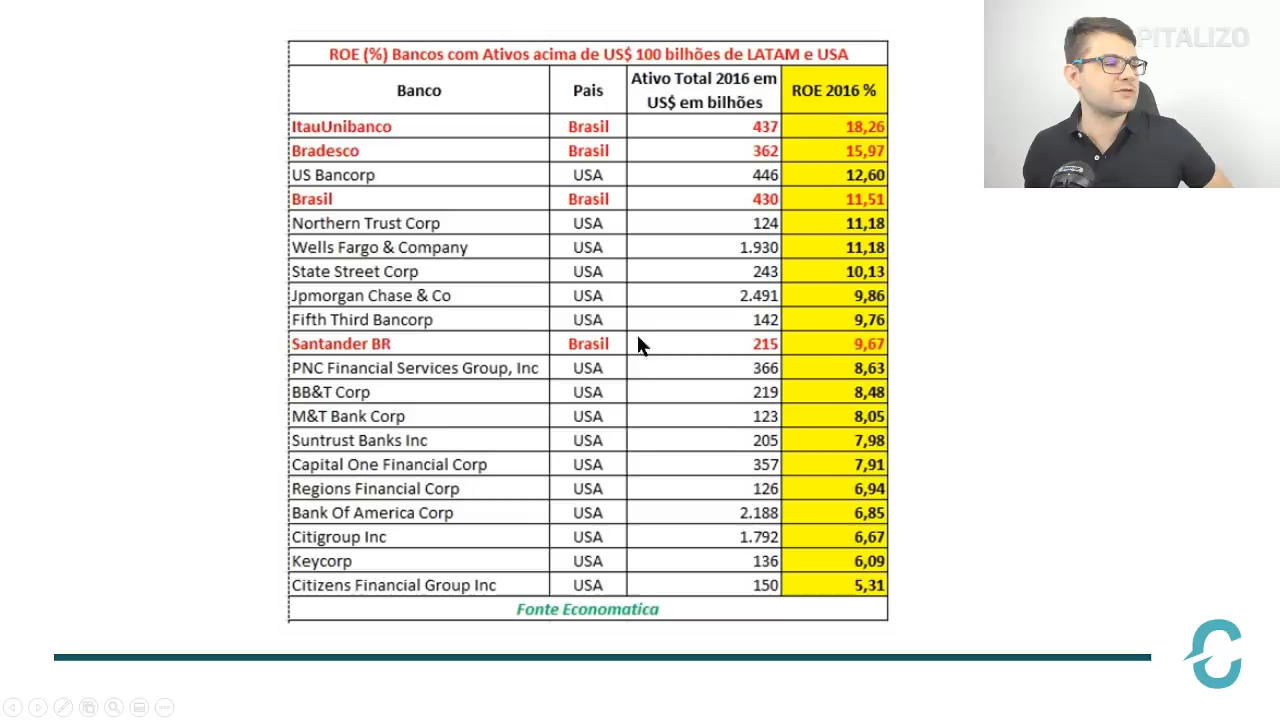 PITALIZO
ROE (%) Bancos com Ativos acima de US$ 100 bilhões de LATAM e USA
Banco Pais Ativo Total 2016 em US$ em bilhões ROE 2016 %
ItauUnibanco Brasil 437 18,26
Bradesco Brasil 362 15,97
US Bancorp USA 446 12,60
Brasil Brasil 430 11,51
Northern Trust Corp USA 124 11,18
Wells Fargo & Company USA 1.930 11,18
State Street Corp USA 243 10,13
Jpmorgan Chase & Co USA 2.491 9,86
Fifth Third Bancorp USA 142 9,76
Santander BR Brasil 215 9,67
PNC Financial Services Group, Inc USA 366 8,63
BB&T Corp USA 219 8,48
M&T Bank Corp USA 123 8,05
Suntrust Banks Inc USA 205 7,98
Capital One Financial Corp USA 357 7,91
Regions Financial Corp USA 126 6,94
Bank Of America Corp USA 2.188 6,85
Citigroup Inc USA 1.792 6,67
Keycorp USA 136 6,09
Citizens Financial Group Inc USA 150 5,31
Fonte Economatica